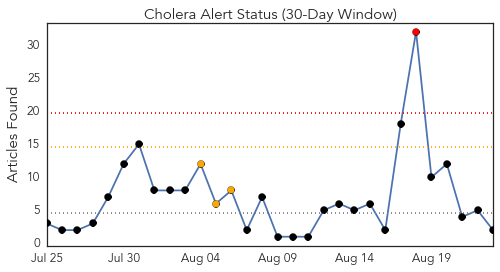 Cholera Alert Status (30-Day Window)
Articles Found
30
25
20
15
10
5
0
Jul 25 Jul 30 Aug 04 Aug 09 Aug 14 Aug 19